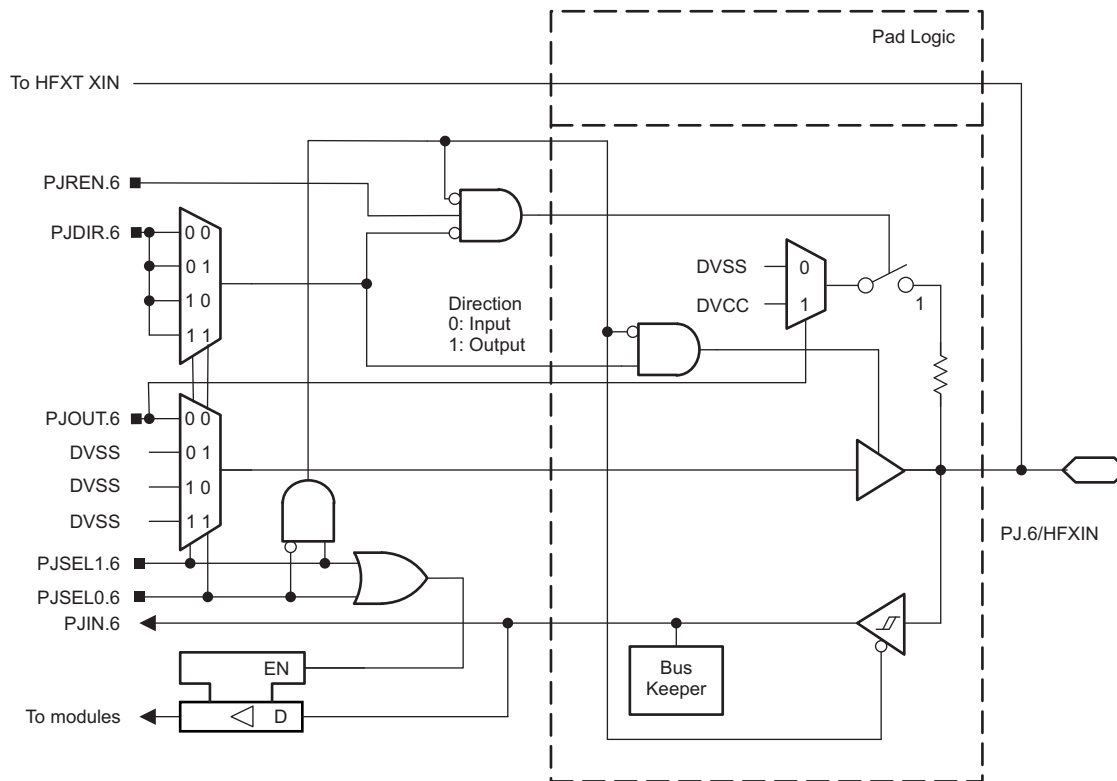 Pad Logic
To HFXT XIN
PJREN.6
PJDIR.6
0 0
0 1
1 0
1 1
Direction
0: Input
1: Output
DVSS
0
DVCC
1
1
PJOUT.6
0 0
DVSS
0 1
DVSS
1 0
DVSS
1 1
PJ.6/HFXIN
PJSEL1.6
PJSEL0.6
PJIN.6
EN
Bus
Keeper
To modules
D